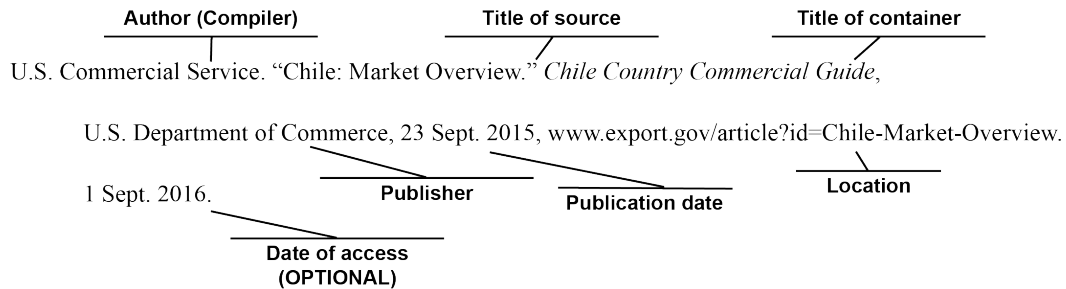 Author (Compiler) Title of source Title of container
U.S. Commercial Service. “Chile: Market Overview.” Chile Country Commercial Guide,
U.S. Department of Commerce, 23 Sept. 2015, www.export.gov/article?id=Chile-Market-Overview.
Publisher Publication date Location
1 Sept. 2016.
Date of access
(OPTIONAL)